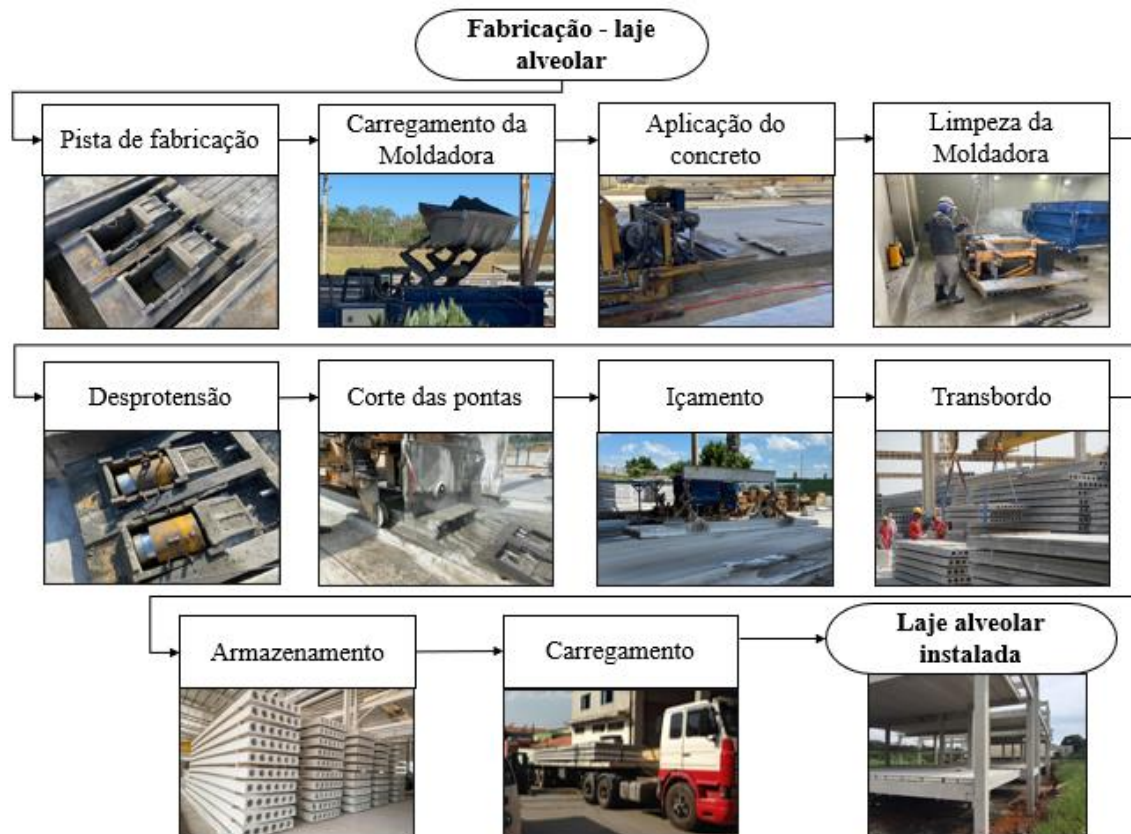 Fabricação - laje
alveolar
Pista de fabricação
Carregamento da
Moldadora
Aplicação do
concreto
Limpeza da
Moldadora
Desprotensão
Corte das pontas
Içamento
Transbordo
Armazenamento
Carregamento
Laje alveolar
instalada